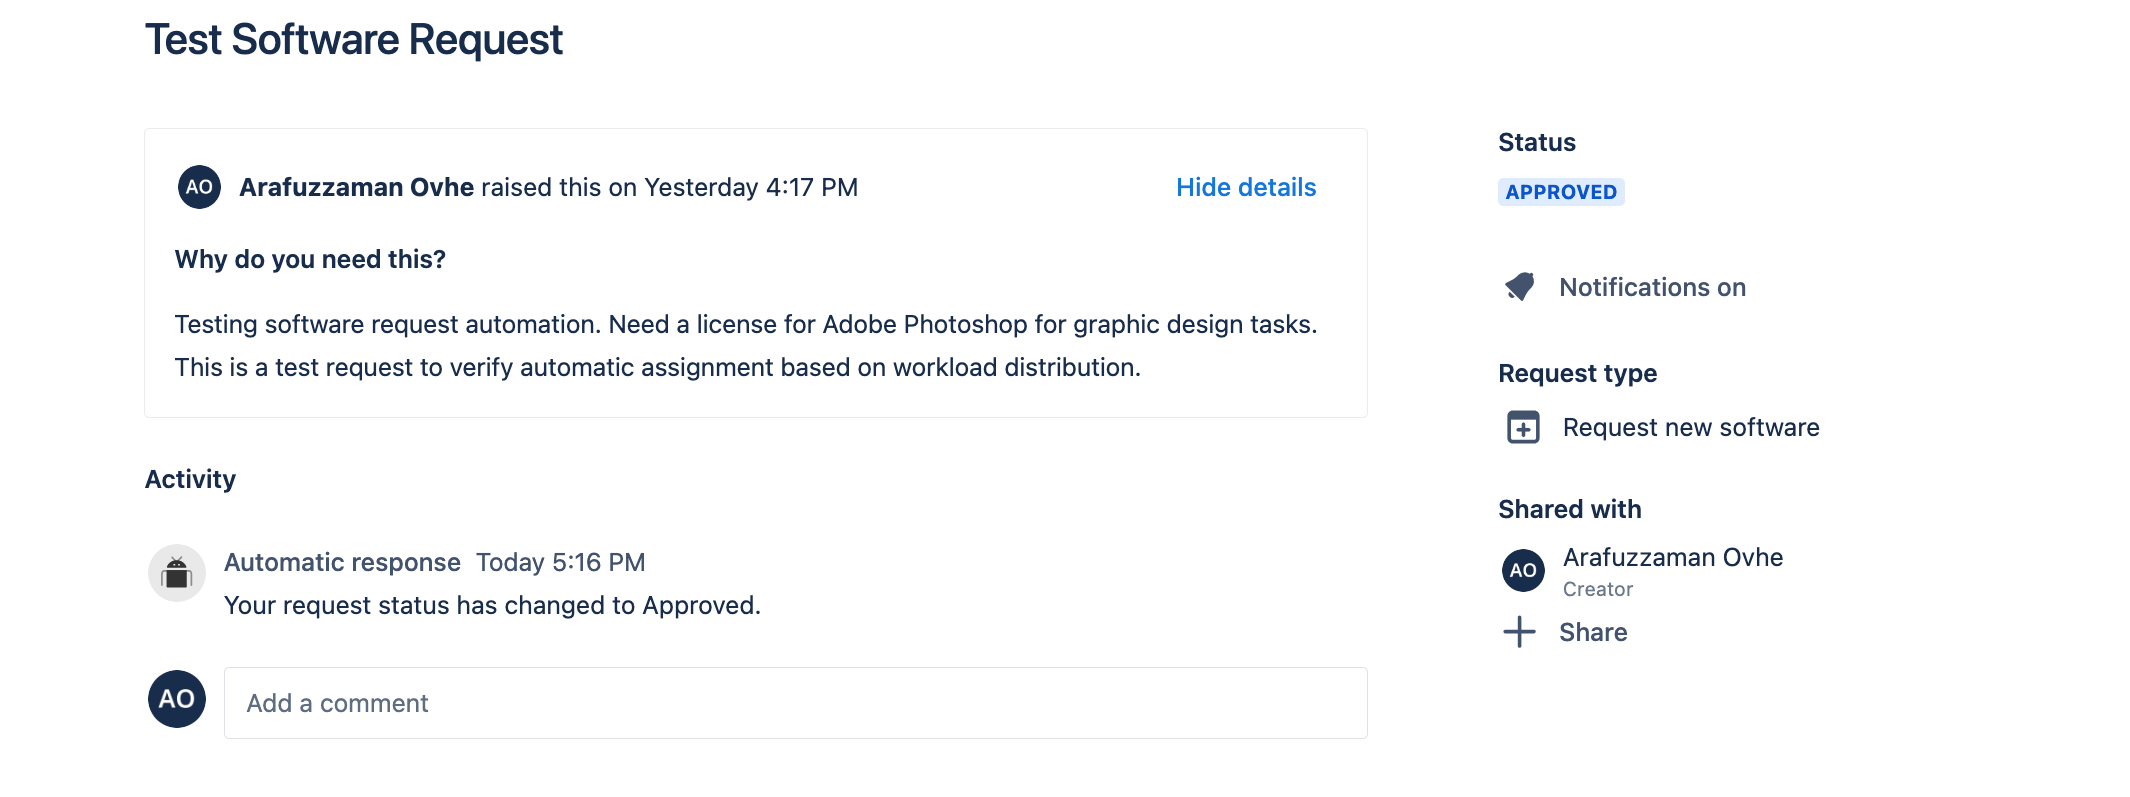 Test Software Request
AO
Arafuzzaman Ovhe raised this on Yesterday 4:17 PM
Hide details
Why do you need this?
Testing software request automation. Need a license for Adobe Photoshop for graphic design tasks.
This is a test request to verify automatic assignment based on workload distribution.
Activity
Automatic response Today 5:16 PM
Your request status has changed to Approved.
AO
Add a comment
Status
APPROVED
Notifications on
Request type
Request new software
Shared with
AO
Arafuzzaman Ovhe
Creator
Share